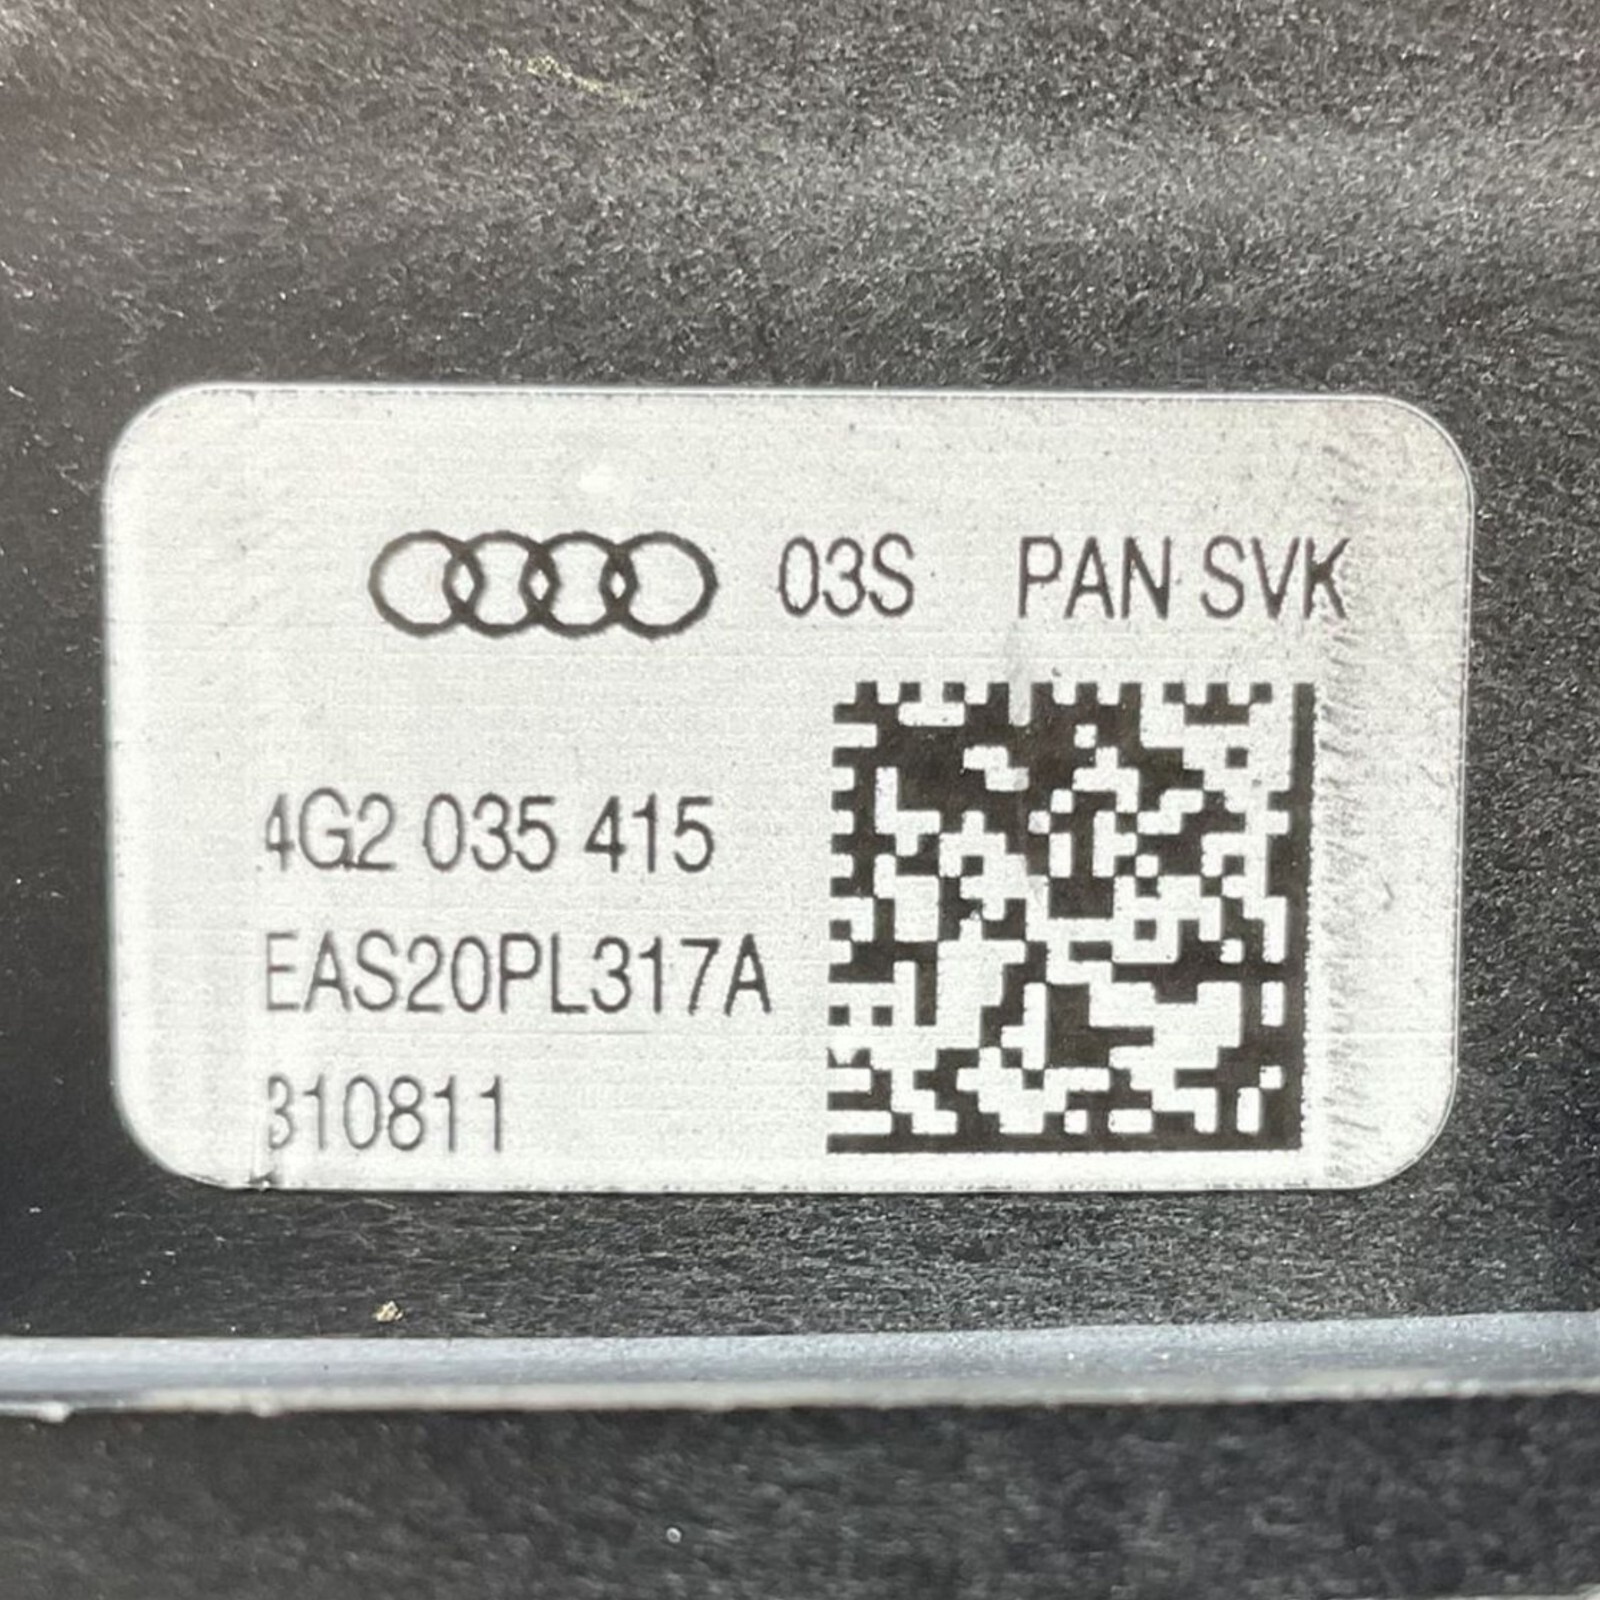 03S PAN SVK
4G2 035 415
EAS20PL317A
310811